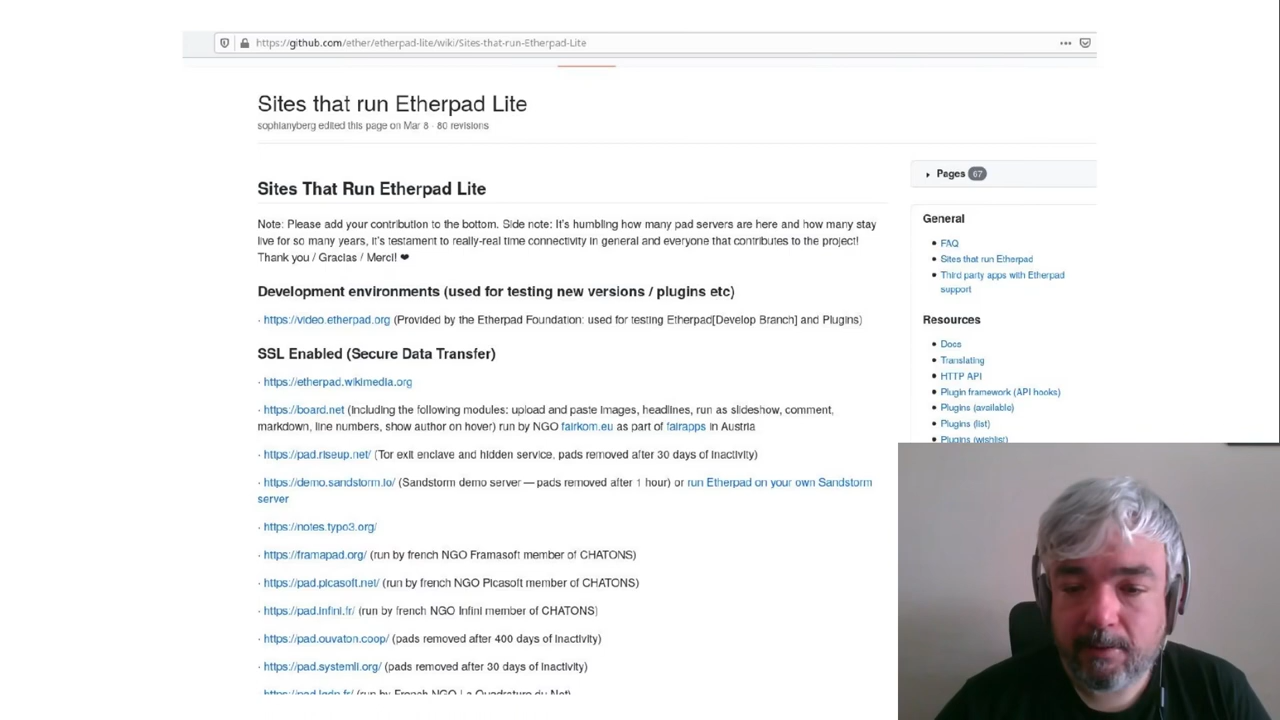 https://github.com/ether/etherpad-lite/wiki/Sites-that-run-Etherpad-Lite
Sites that run Etherpad Lite
sophianyberg edited this page on Mar 8 · 80 revisions
Pages 67
Sites That Run Etherpad Lite
Note: Please add your contribution to the bottom. Side note: It's humbling how many pad servers are here and how many stay
live for so many years, it's testament to really-real time connectivity in general and everyone that contributes to the project!
Thank you / Gracias / Merci! ❤
Development environments (used for testing new versions / plugins etc)
· https://video.etherpad.org (Provided by the Etherpad Foundation: used for testing Etherpad[Develop Branch] and Plugins)
SSL Enabled (Secure Data Transfer)
· https://etherpad.wikimedia.org
· https://board.net (including the following modules: upload and paste images, headlines, run as slideshow, comment,
markdown, line numbers, show author on hover) run by NGO fairkom.eu as part of fairapps in Austria
· https://pad.riseup.net/ (Tor exit enclave and hidden service, pads removed after 30 days of inactivity)
· https://demo.sandstorm.io/ (Sandstorm demo server — pads removed after 1 hour) or run Etherpad on your own Sandstorm
server
· https://notes.typo3.org/
· https://framapad.org/ (run by french NGO Framasoft member of CHATONS)
· https://pad.picasoft.net/ (run by french NGO Picasoft member of CHATONS)
· https://pad.infini.fr/ (run by french NGO Infini member of CHATONS)
· https://pad.ouvaton.coop/ (pads removed after 400 days of inactivity)
· https://pad.systemli.org/ (pads removed after 30 days of inactivity)
· https://pad.lqdn.fr/ (run by French NGO La Quadrature du Net)
General
• FAQ
• Sites that run Etherpad
• Third party apps with Etherpad
support
Resources
• Docs
• Translating
• HTTP API
• Plugin framework (API hooks)
• Plugins (available)
• Plugins (list)
• Plugins (wishlist)